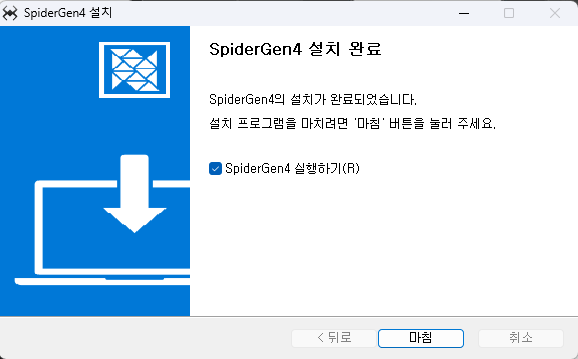 SpiderGen4 설치
SpiderGen4 설치 완료
SpiderGen4의 설치가 완료되었습니다.
설치 프로그램을 마치려면 '마침' 버튼을 눌러 주세요.
SpiderGen4 실행하기(R)
< 뒤로
마침
취소